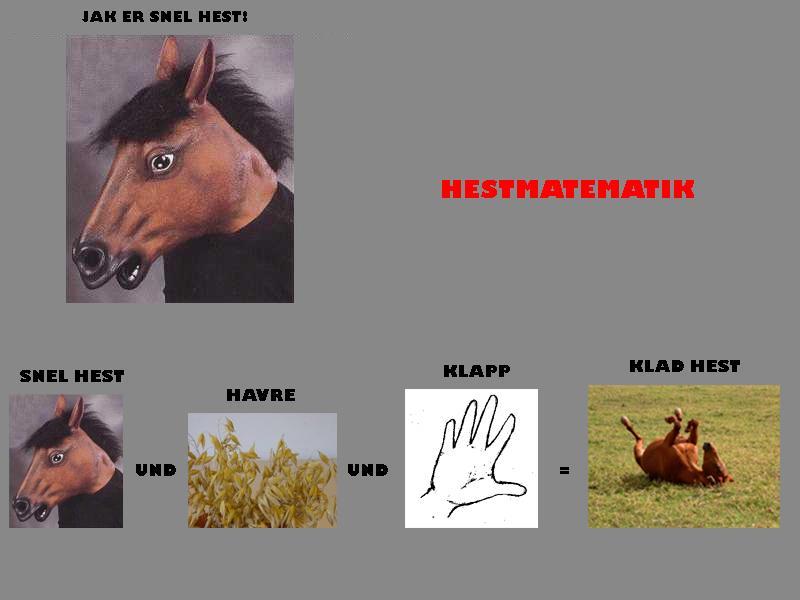 JAK ER SNEL HEST!
HESTMATEMATIK
SNEL HEST
HAVRE
KLAPP
KLAD HEST
UND
UND
=